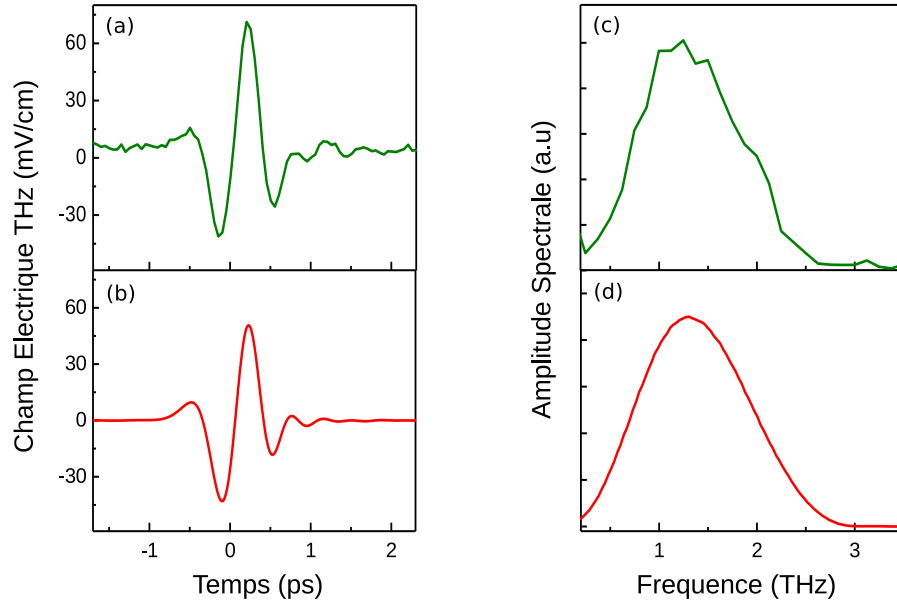 Champ Electrique THz (mV/cm)
(a)
60
30
0
-30
(b)
60
30
0
-30
-1 0 1 2
Temps (ps)
Amplitude Spectrale (a.u)
(c)
(d)
1 2 3
Frequence (THz)